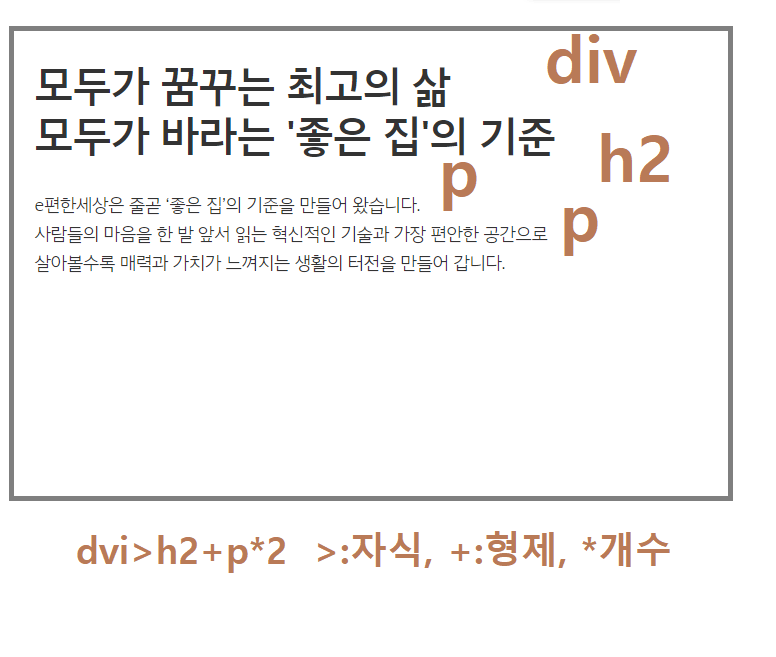 div
모두가 꿈꾸는 최고의 삶
모두가 바라는 '좋은 집'의 기준
h2
p
e편한세상은 줄곧 ‘좋은 집’의 기준을 만들어 왔습니다.
p
사람들의 마음을 한 발 앞서 읽는 혁신적인 기술과 가장 편안한 공간으로
살아볼수록 매력과 가치가 느껴지는 생활의 터전을 만들어 갑니다.
dvi>h2+p*2 >:자식, +:형제, *개수